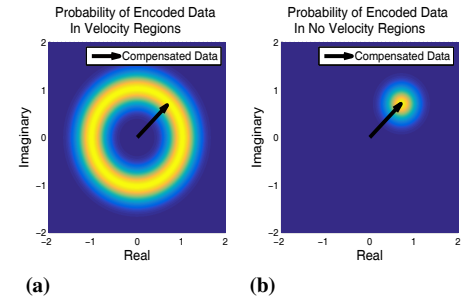 Probability of Encoded Data
In Velocity Regions
Compensated Data
Imaginary
2
1
0
−1
−2
−2
−1
0
1
2
Real
(a)
Probability of Encoded Data
In No Velocity Regions
Compensated Data
Imaginary
2
1
0
−1
−2
−2
−1
0
1
2
Real
(b)